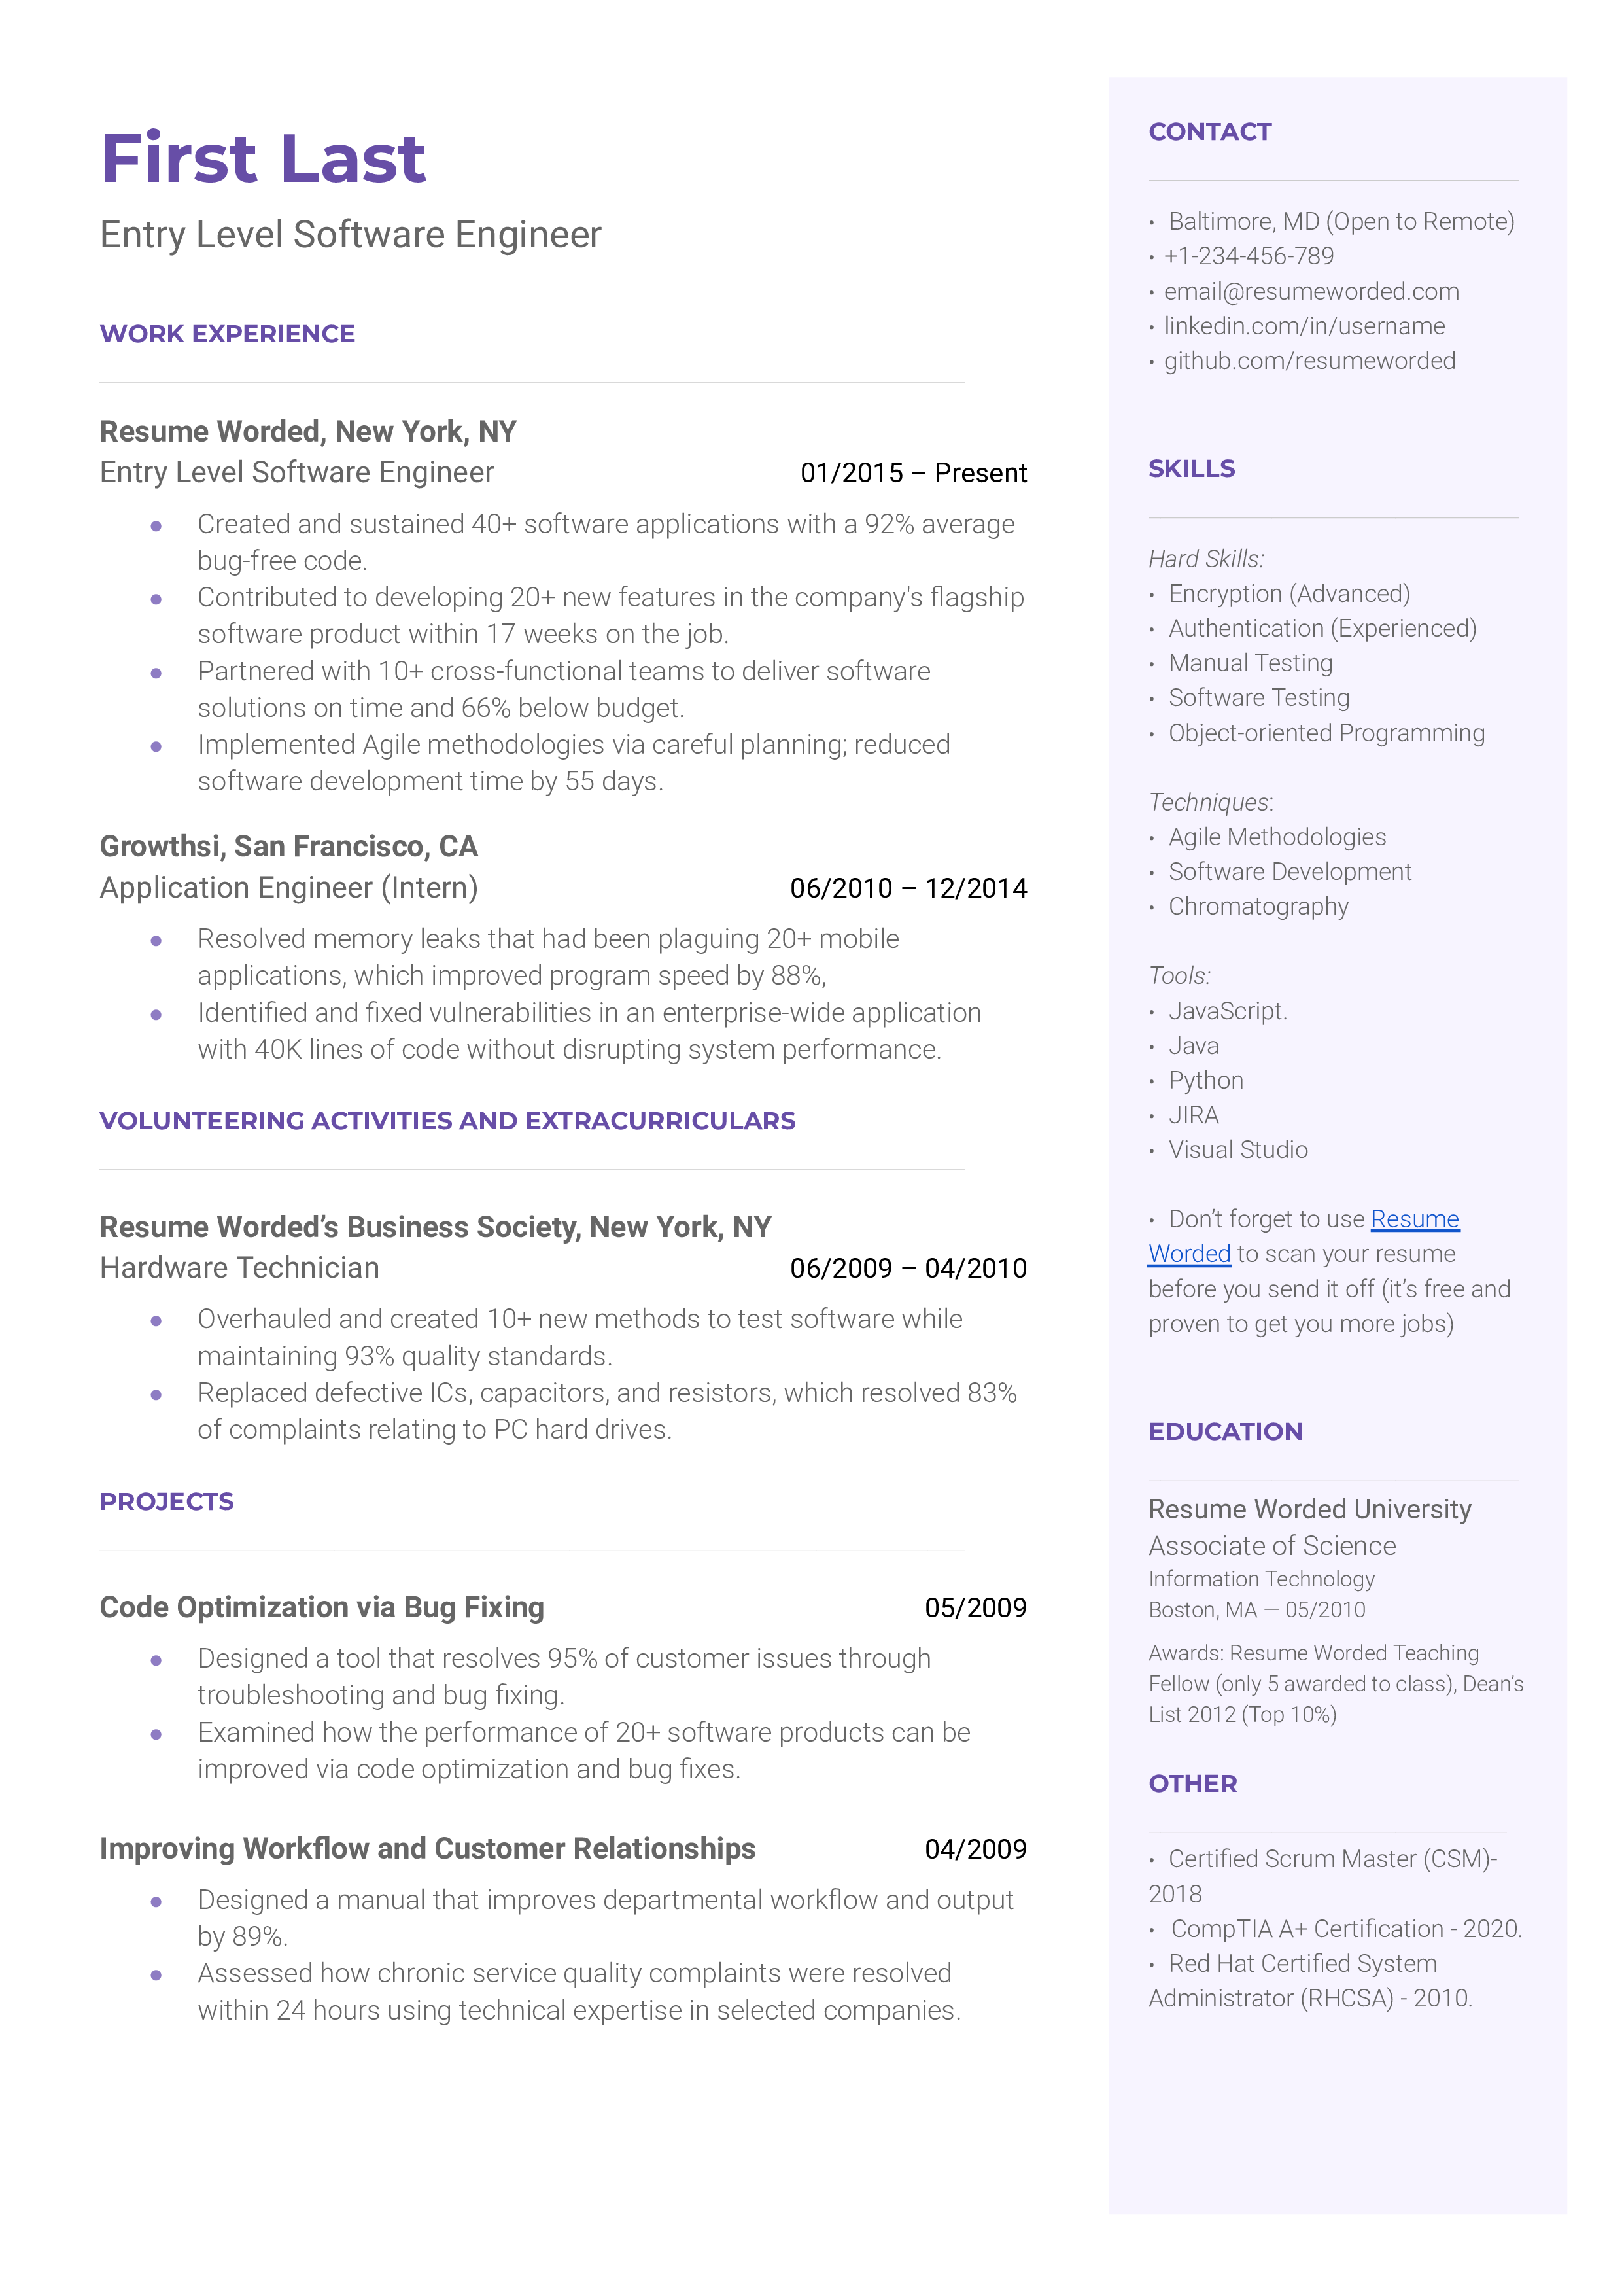 First Last
Entry Level Software Engineer
WORK EXPERIENCE
Resume Worded, New York, NY
Entry Level Software Engineer 01/2015 – Present
● Created and sustained 40+ software applications with a 92% average
bug-free code.
● Contributed to developing 20+ new features in the company's flagship
software product within 17 weeks on the job.
● Partnered with 10+ cross-functional teams to deliver software
solutions on time and 66% below budget.
● Implemented Agile methodologies via careful planning; reduced
software development time by 55 days.
Growthsi, San Francisco, CA
Application Engineer (Intern) 06/2010 – 12/2014
● Resolved memory leaks that had been plaguing 20+ mobile
applications, which improved program speed by 88%,
● Identified and fixed vulnerabilities in an enterprise-wide application
with 40K lines of code without disrupting system performance.
VOLUNTEERING ACTIVITIES AND EXTRACURRICULARS
Resume Worded’s Business Society, New York, NY
Hardware Technician 06/2009 – 04/2010
● Overhauled and created 10+ new methods to test software while
maintaining 93% quality standards.
● Replaced defective ICs, capacitors, and resistors, which resolved 83%
of complaints relating to PC hard drives.
PROJECTS
Code Optimization via Bug Fixing 05/2009
● Designed a tool that resolves 95% of customer issues through
troubleshooting and bug fixing.
● Examined how the performance of 20+ software products can be
improved via code optimization and bug fixes.
Improving Workflow and Customer Relationships 04/2009
● Designed a manual that improves departmental workflow and output
by 89%.
● Assessed how chronic service quality complaints were resolved
within 24 hours using technical expertise in selected companies.
CONTACT
• Baltimore, MD (Open to Remote)
• +1-234-456-789
• email@resumeworded.com
• linkedin.com/in/username
• github.com/resumeworded
SKILLS
Hard Skills:
• Encryption (Advanced)
• Authentication (Experienced)
• Manual Testing
• Software Testing
• Object-oriented Programming
Techniques:
• Agile Methodologies
• Software Development
• Chromatography
Tools:
• JavaScript.
• Java
• Python
• JIRA
• Visual Studio
• Don’t forget to use Resume
Worded to scan your resume
before you send it off (it’s free and
proven to get you more jobs)
EDUCATION
Resume Worded University
Associate of Science
Information Technology
Boston, MA — 05/2010
Awards: Resume Worded Teaching
Fellow (only 5 awarded to class), Dean’s
List 2012 (Top 10%)
OTHER
• Certified Scrum Master (CSM)-
2018
• CompTIA A+ Certification - 2020.
• Red Hat Certified System
Administrator (RHCSA) - 2010.